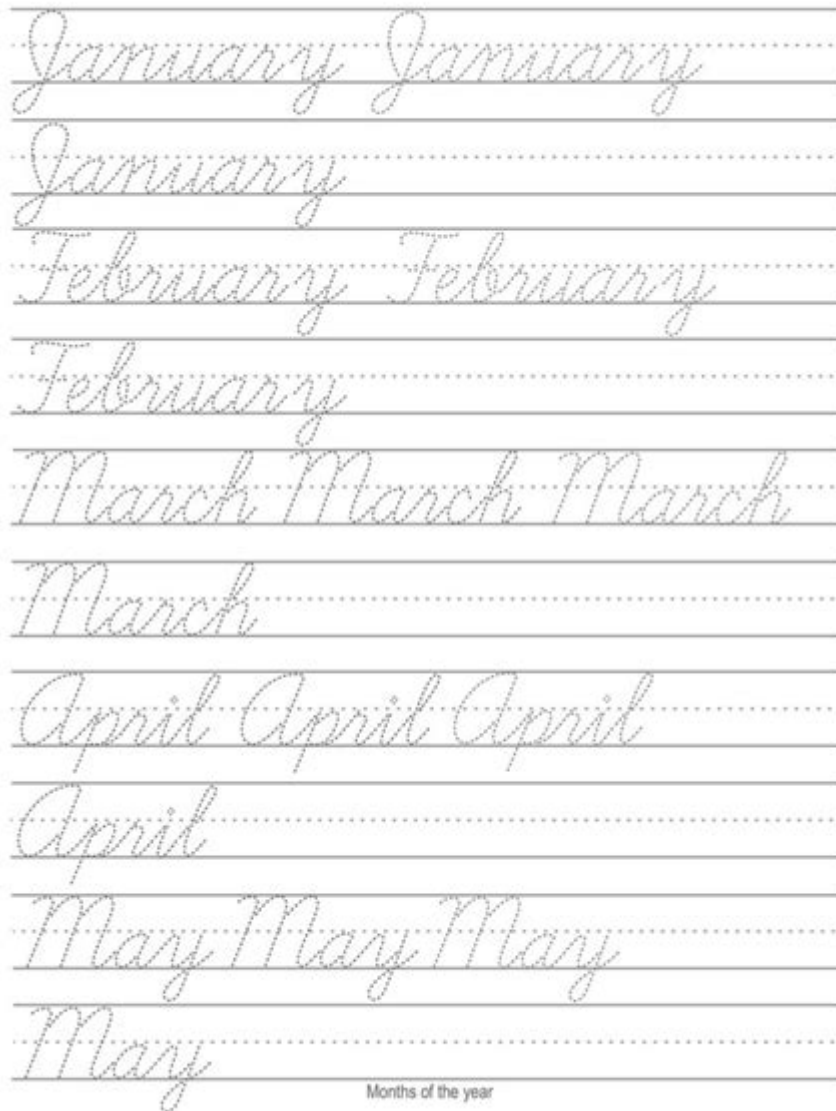 January January
January
February February
February
March March March
March
April April April
April
May May May
May
Months of the year